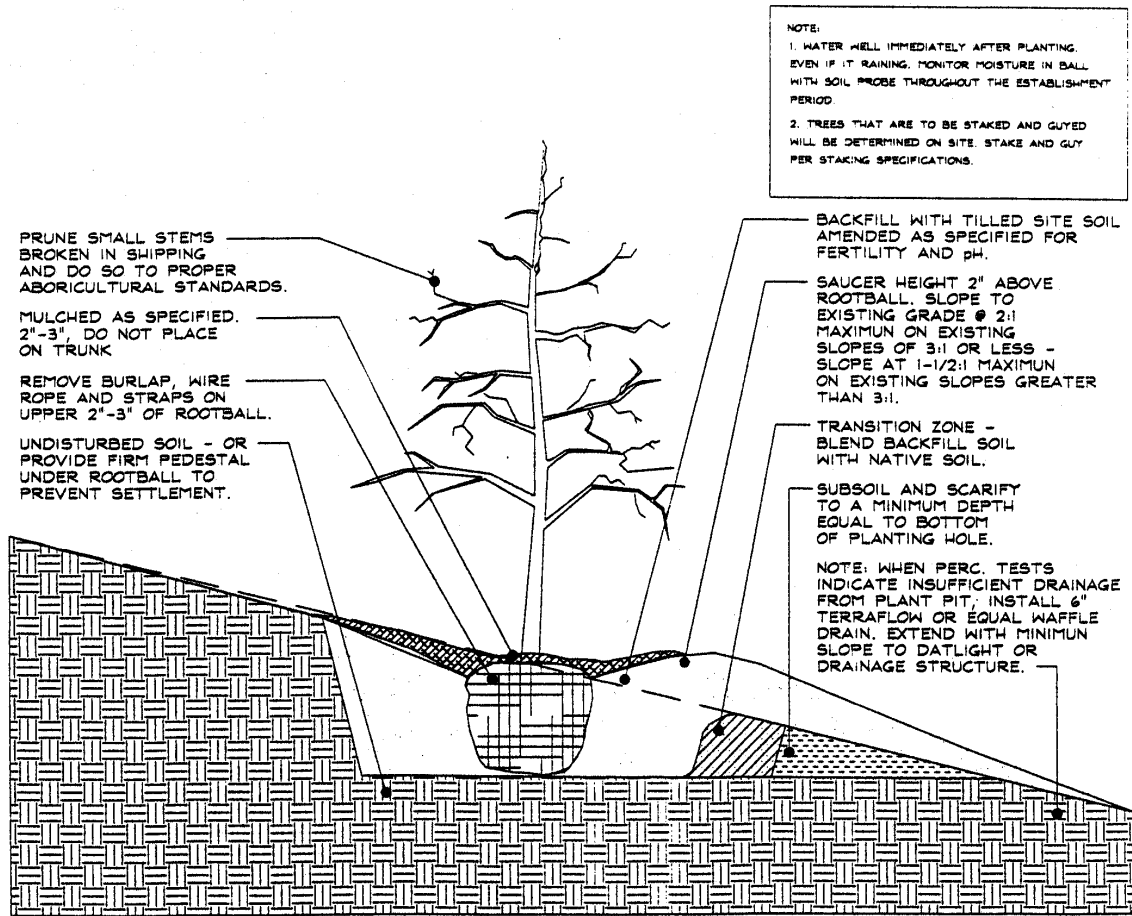 NOTE:
1. WATER WELL IMMEDIATELY AFTER PLANTING.
EVEN IF IT RAINING. MONITOR MOISTURE IN BALL
WITH SOIL PROBE THROUGHOUT THE ESTABLISHMENT
PERIOD.
2. TREES THAT ARE TO BE STAKED AND GUYED
WILL BE DETERMINED ON SITE. STAKE AND GUY
PER STAKING SPECIFICATIONS.
PRUNE SMALL STEMS
BROKEN IN SHIPPING
AND DO SO TO PROPER
ABORICULTURAL STANDARDS.
MULCHED AS SPECIFIED.
2"-3", DO NOT PLACE
ON TRUNK
REMOVE BURLAP, WIRE
ROPE AND STRAPS ON
UPPER 2"-3" OF ROOTBALL.
UNDISTURBED SOIL - OR
PROVIDE FIRM PEDESTAL
UNDER ROOTBALL TO
PREVENT SETTLEMENT.
BACKFILL WITH TILLED SITE SOIL
AMENDED AS SPECIFIED FOR
FERTILITY AND pH.
SAUCER HEIGHT 2" ABOVE
ROOTBALL. SLOPE TO
EXISTING GRADE @ 2:1
MAXIMUN ON EXISTING
SLOPES OF 3:1 OR LESS -
SLOPE AT 1-1/2:1 MAXIMUN
ON EXISTING SLOPES GREATER
THAN 3:1.
TRANSITION ZONE -
BLEND BACKFILL SOIL
WITH NATIVE SOIL.
SUBSOIL AND SCARIFY
TO A MINIMUM DEPTH
EQUAL TO BOTTOM
OF PLANTING HOLE.
NOTE: WHEN PERC. TESTS
INDICATE INSUFFICIENT DRAINAGE
FROM PLANT PIT, INSTALL 6"
TERRAFLOW OR EQUAL WAFFLE
DRAIN. EXTEND WITH MINIMUN
SLOPE TO DATLIGHT OR
DRAINAGE STRUCTURE.